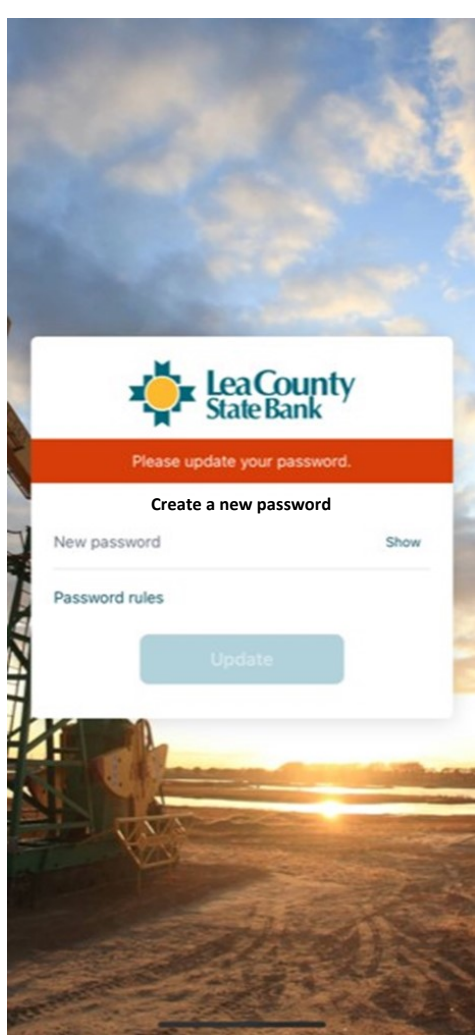 Lea County
State Bank
Please update your password.
Create a new password
New password Show
Password rules
Update